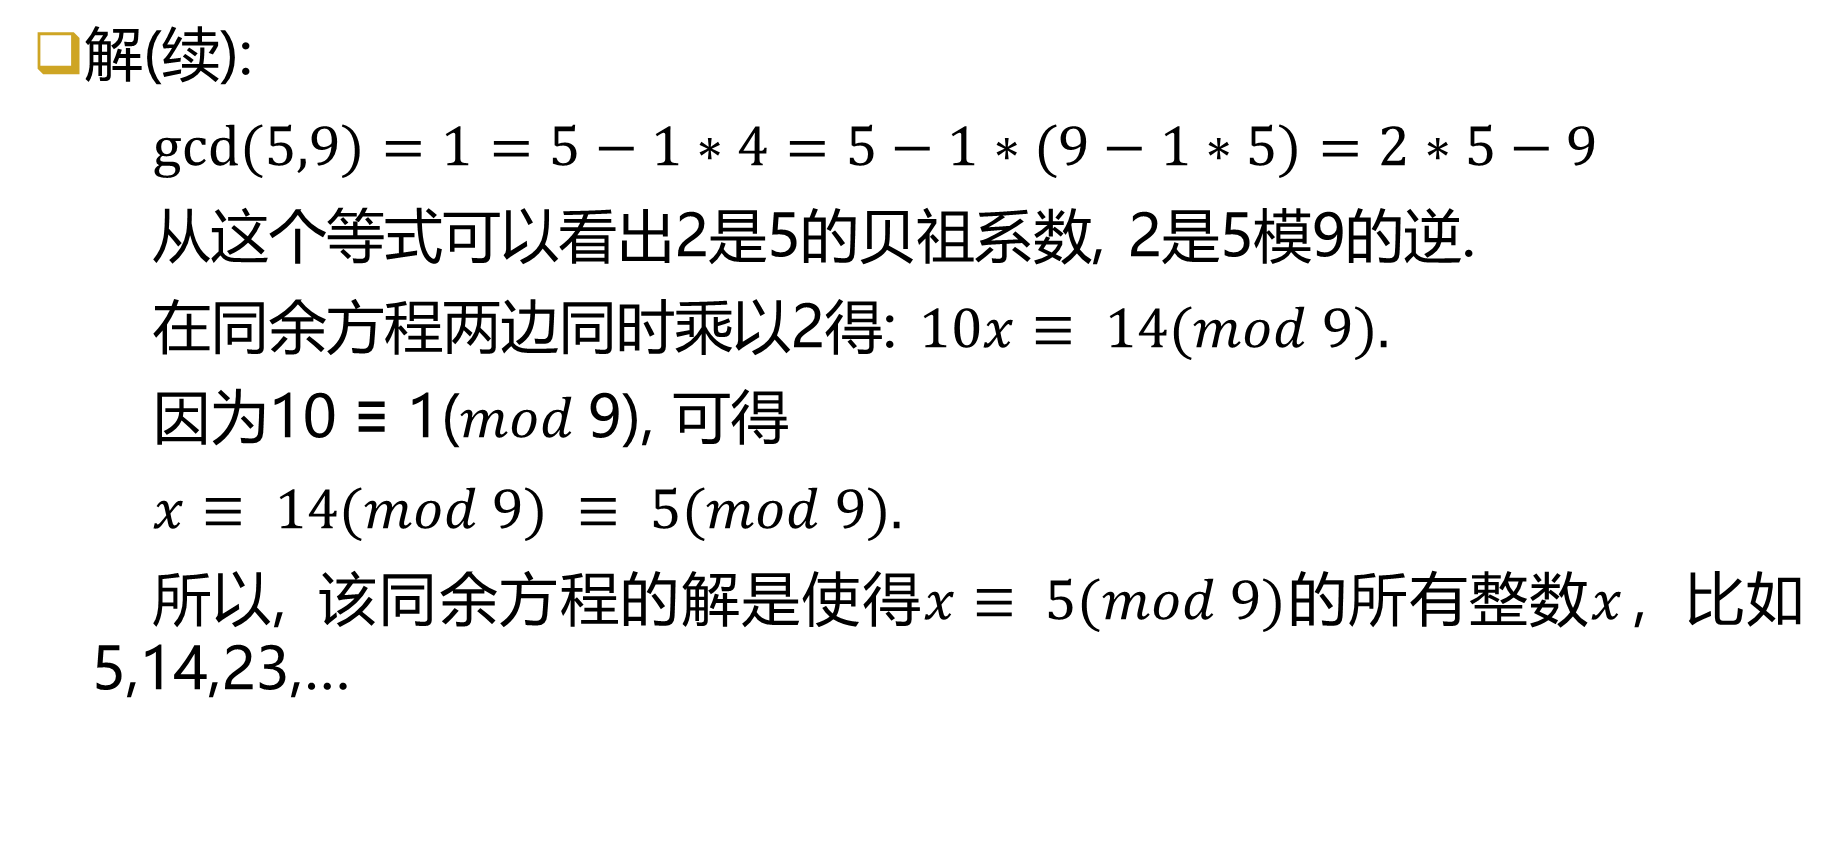 解(续):
gcd(5,9) = 1 = 5 − 1 ∗ 4 = 5 − 1 ∗ (9 − 1 ∗ 5) = 2 ∗ 5 − 9
从这个等式可以看出2是5的贝祖系数, 2是5模9的逆.
在同余方程两边同时乘以2得: 10x ≡ 14(mod 9).
因为10 ≡ 1(mod 9), 可得
x ≡ 14(mod 9) ≡ 5(mod 9).
所以, 该同余方程的解是使得x ≡ 5(mod 9)的所有整数x, 比如
5,14,23,...